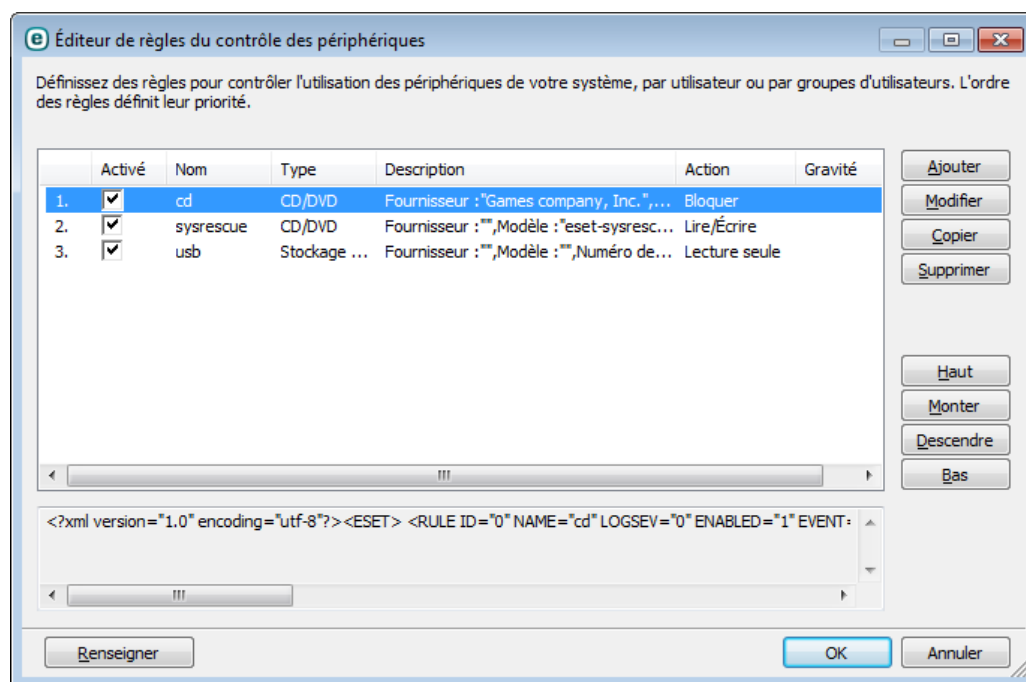 e Éditeur de règles du contrôle des périphériques
Définissez des règles pour contrôler l'utilisation des périphériques de votre système, par utilisateur ou par groupes d'utilisateurs. L'ordre
des règles définit leur priorité.
Activé Nom Type Description Action Gravité
1. cd CD/DVD Fournisseur :"Games company, Inc.",... Bloquer
2. sysrescue CD/DVD Fournisseur :"",Modèle :"eset-sysresc... Lire/Écrire
3. usb Stockage ... Fournisseur :"",Modèle :"",Numéro de... Lecture seule
Ajouter
Modifier
Copier
Supprimer
Haut
Monter
Descendre
Bas
<?xml version="1.0" encoding="utf-8"?><ESET> <RULE ID="0" NAME="cd" LOGSEV="0" ENABLED="1" EVENT=
Renseigner
OK
Annuler